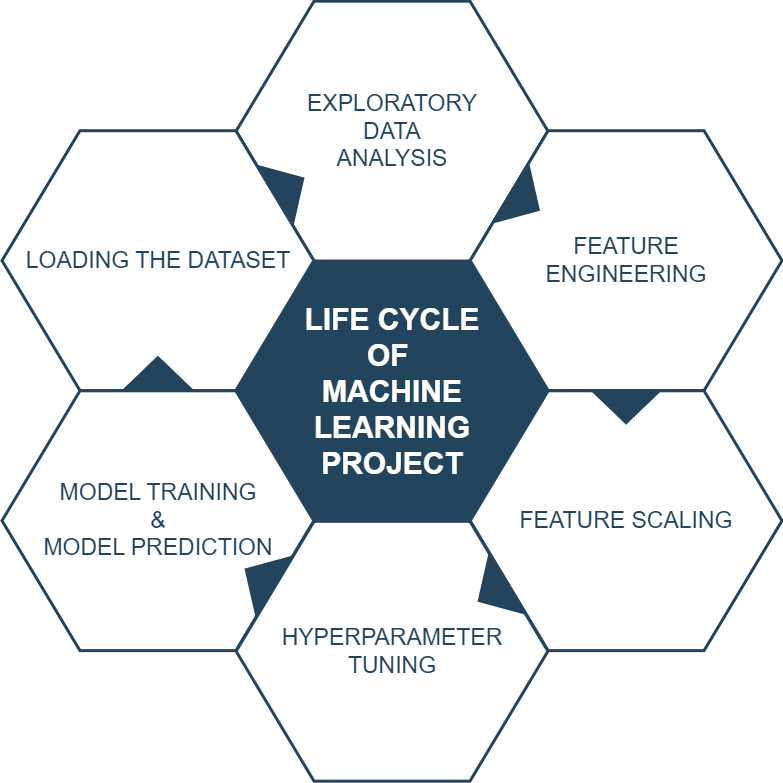 EXPLORATORY
DATA
ANALYSIS
LOADING THE DATASET
FEATURE
ENGINEERING
LIFE CYCLE
OF
MACHINE
LEARNING
PROJECT
MODEL TRAINING
&
MODEL PREDICTION
FEATURE SCALING
HYPERPARAMETER
TUNING